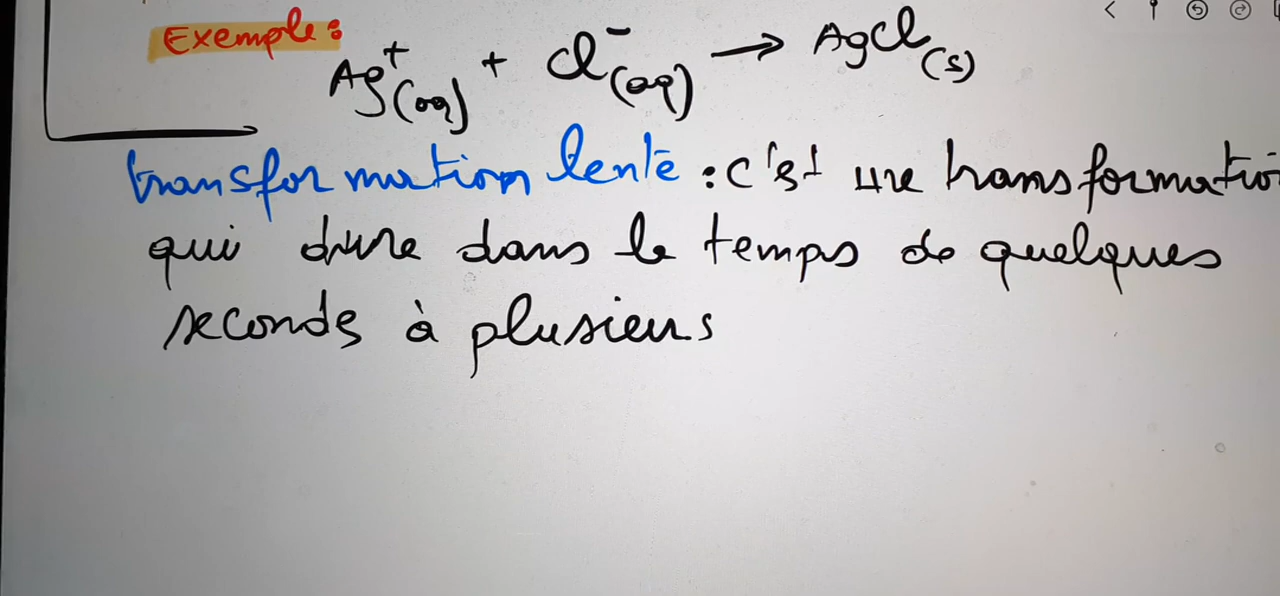 Exemple:
Ag⁺(aq) + Cl⁻(aq) → AgCl(s)
transformation lente : c'est une transformatio
qui dure dans le temps de quelques
seconds à plusieurs